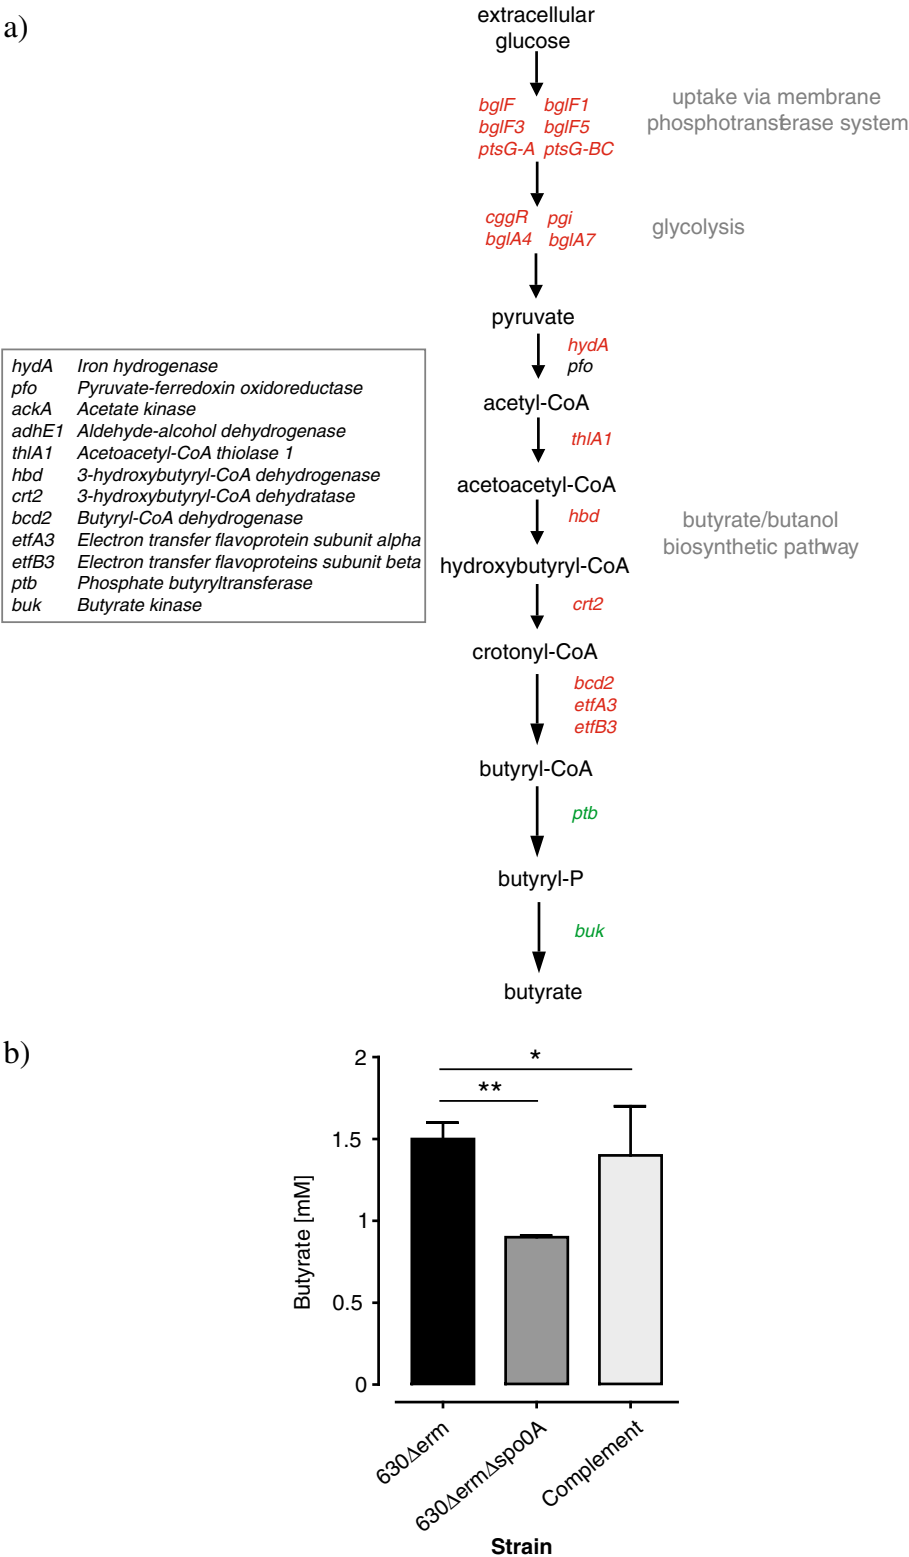 a)
extracellular
glucose
bglF bglF1
bglF3 bglF5
ptsG-A ptsG-BC
uptake via membrane
phosphotransferase system
cggR pgi
bglA4 bglA7
glycolysis
pyruvate
hydA
pfo
acetyl-CoA
thlA1
acetoacetyl-CoA
hbd
hydroxybutyryl-CoA
crt2
crotonyl-CoA
bcd2
etfA3
etfB3
butyryl-CoA
ptb
butyryl-P
buk
butyrate
butyrate/butanol
biosynthetic pathway
hydA Iron hydrogenase
pfo Pyruvate-ferredoxin oxidoreductase
ackA Acetate kinase
adhE1 Aldehyde-alcohol dehydrogenase
thlA1 Acetoacetyl-CoA thiolase 1
hbd 3-hydroxybutyryl-CoA dehydrogenase
crt2 3-hydroxybutyryl-CoA dehydratase
bcd2 Butyryl-CoA dehydrogenase
etfA3 Electron transfer flavoprotein subunit alpha
etfB3 Electron transfer flavoproteins subunit beta
ptb Phosphate butyryltransferase
buk Butyrate kinase
b)
Butyrate [mM]
2
1.5
1
0.5
0
*
**
630Δerm
630ΔermΔspo0A
Complement
Strain